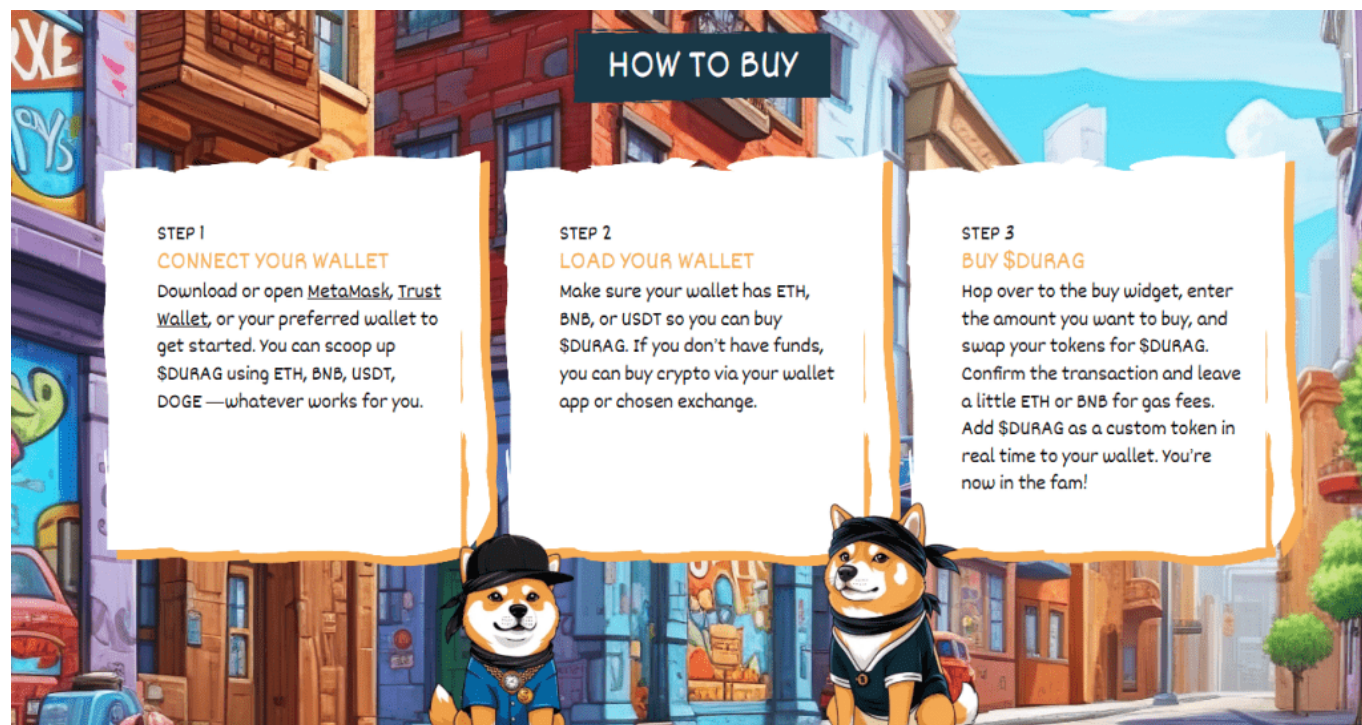 HOW TO BUY
STEP 1
CONNECT YOUR WALLET
Download or open MetaMask, Trust
Wallet, or your preferred wallet to
get started. You can scoop up
$DURAG using ETH, BNB, USDT,
DOGE —whatever works for you.
STEP 2
LOAD YOUR WALLET
Make sure your wallet has ETH,
BNB, or USDT so you can buy
$DURAG. If you don't have funds,
you can buy crypto via your wallet
app or chosen exchange.
STEP 3
BUY $DURAG
Hop over to the buy widget, enter
the amount you want to buy, and
swap your tokens for $DURAG.
Confirm the transaction and leave
a little ETH or BNB for gas fees.
Add $DURAG as a custom token in
real time to your wallet. You're
now in the fam!